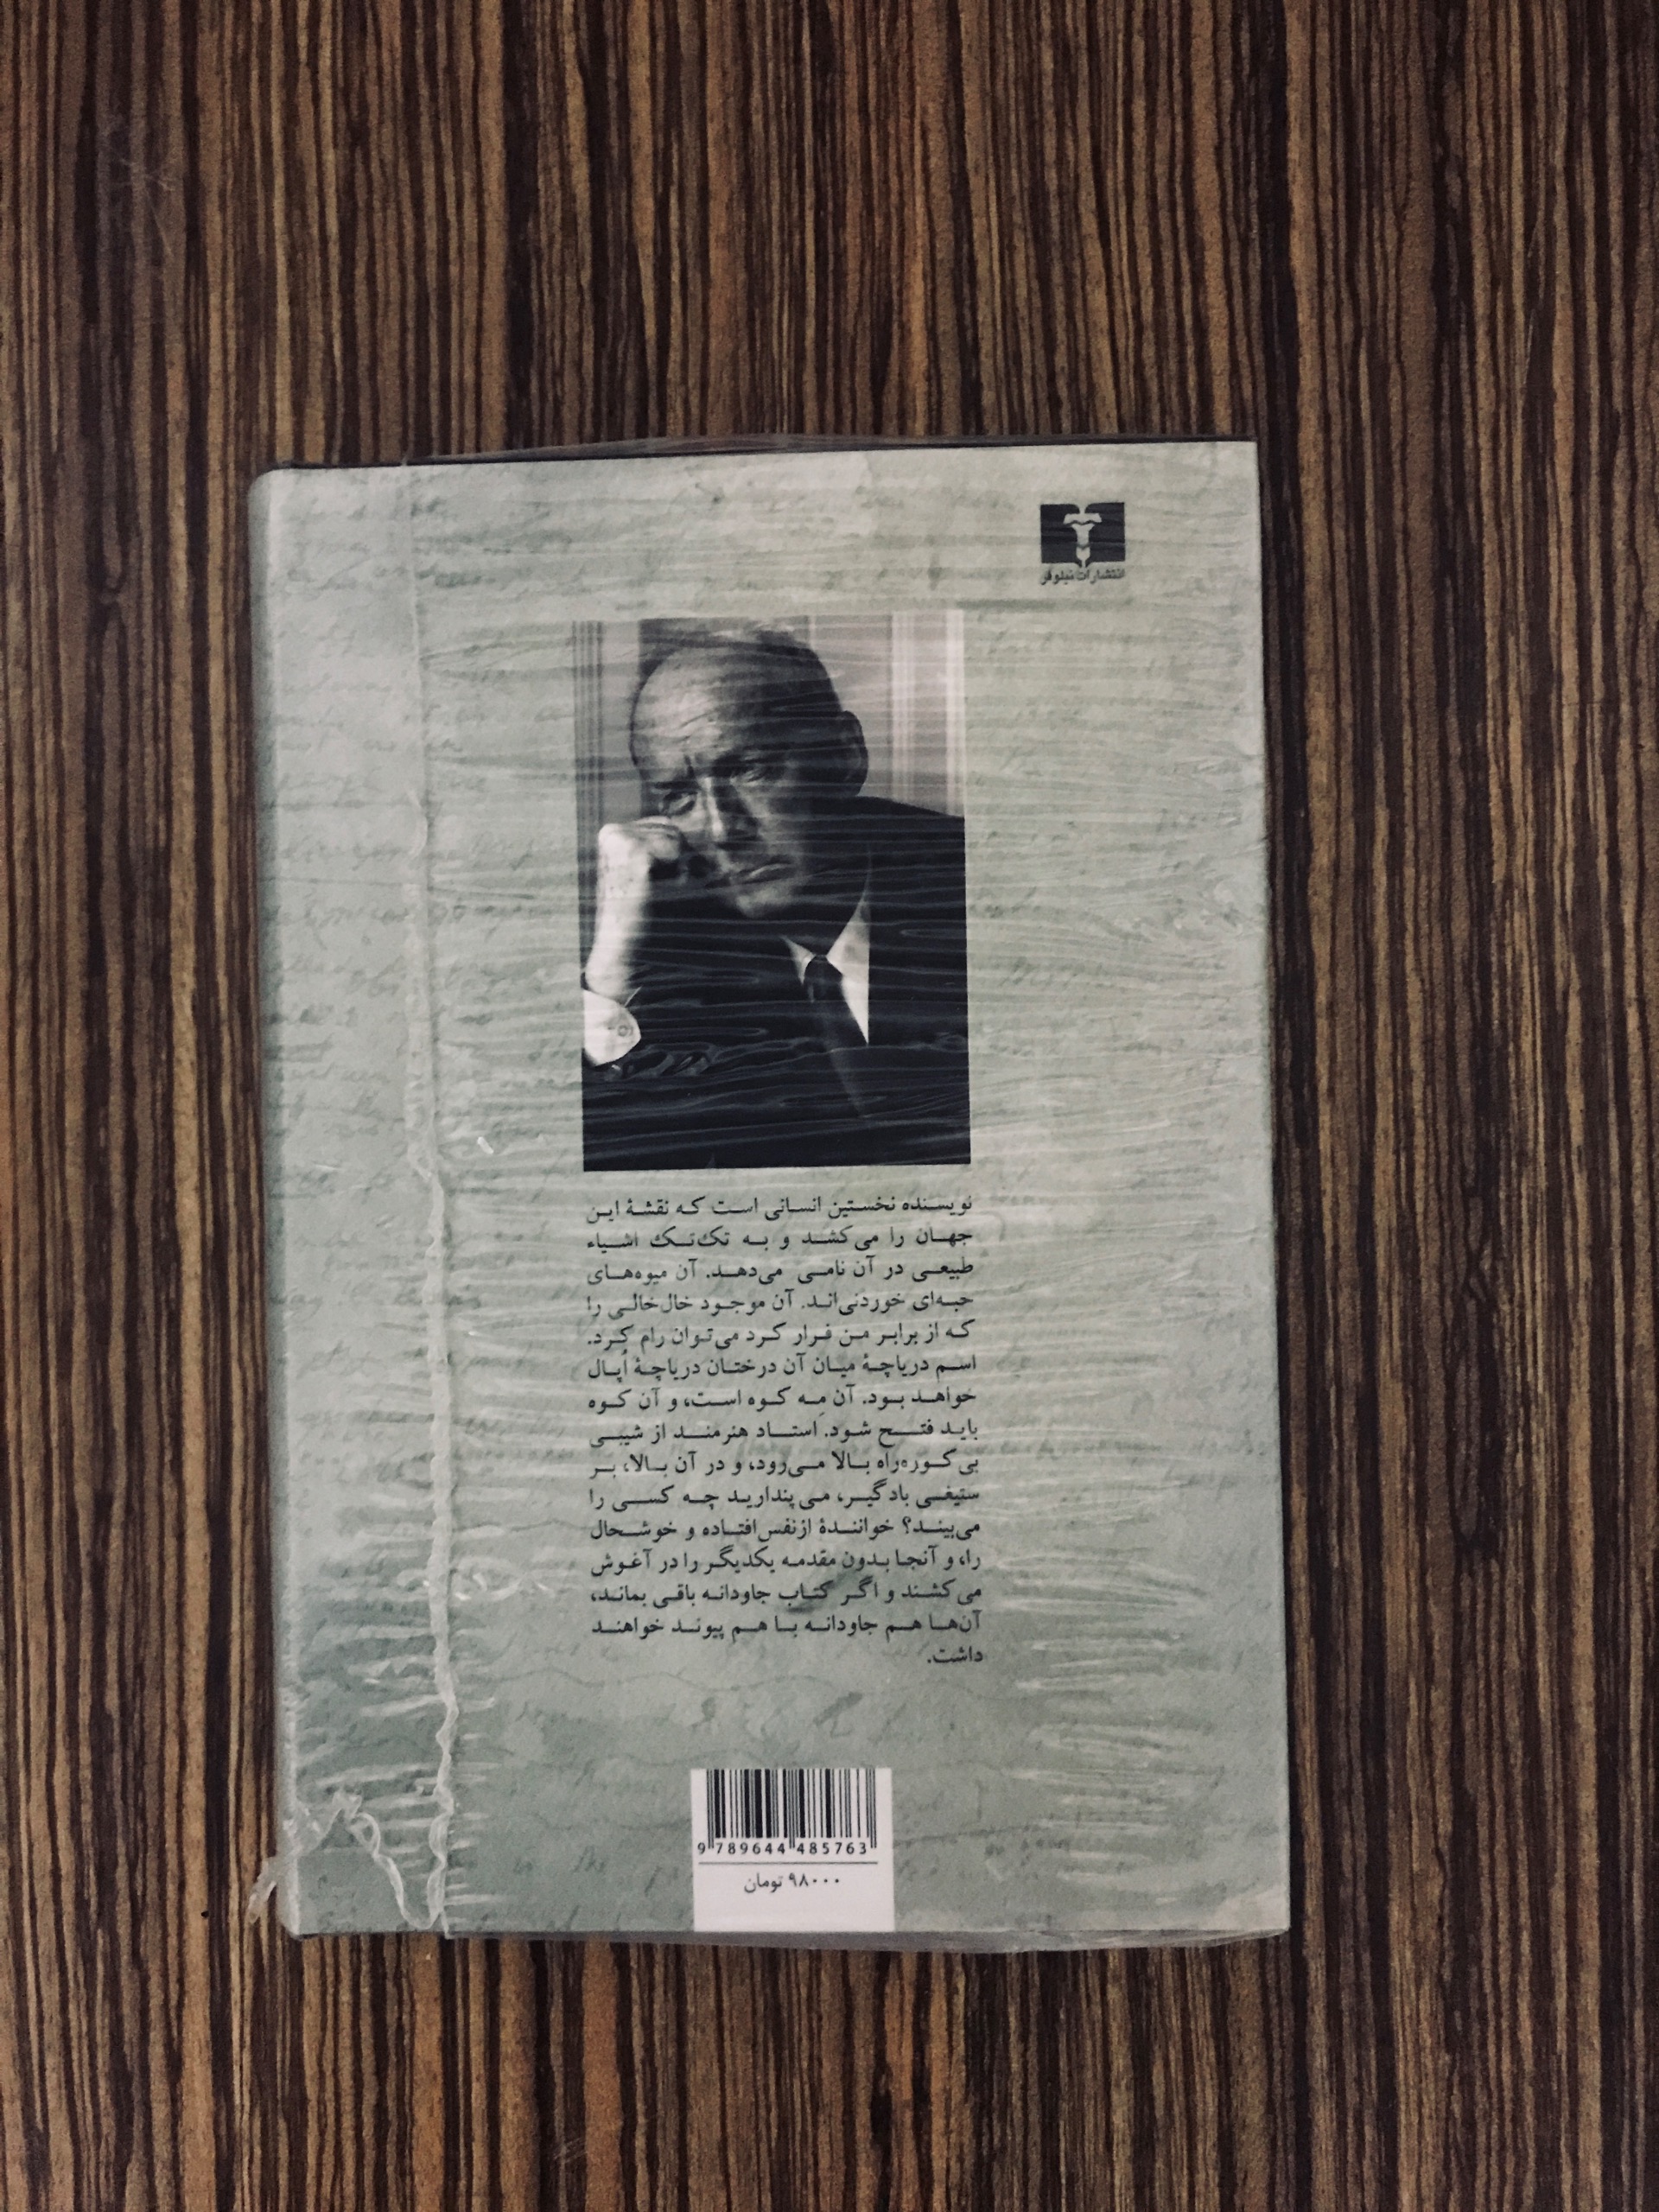 انتشارات نیلوفر
نویسنده نخستین انسانی است که نقشهٔ این
جهان را می‌کشد و به تک‌تک اشیاء
طبیعی در آن نامی می‌دهد. آن میوه‌های
حبه‌ای خوردنی‌اند. آن موجود خال‌خالی را
که از برابر من فرار کرد می‌توان رام کرد.
اسم دریاچهٔ میان آن درختان دریاچهٔ اُپال
خواهد بود. آن مِه کوه است، و آن کوه
باید فتح شود. استاد هنرمند از شیبی
بی‌کوره‌راه بالا می‌رود، و در آن بالا، بر
ستیغی بادگیر، می‌پندارید چه کسی را
می‌بیند؟ خوانندهٔ ازنفس‌افتاده و خوشحال
را، و آنجا بدون مقدمه یکدیگر را در آغوش
می‌کشند و اگر کتاب جاودانه باقی بماند،
آن‌ها هم جاودانه با هم پیوند خواهند
داشت.
9 789644 485763
۹۸۰۰۰ تومان